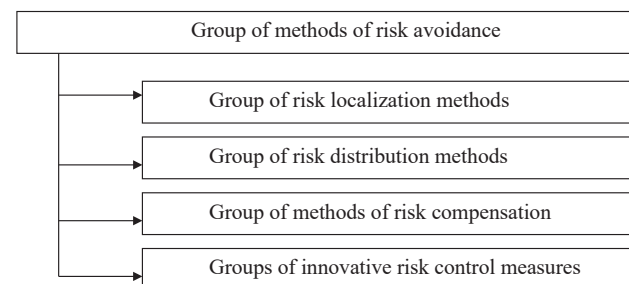 Group of methods of risk avoidance
Group of risk localization methods
Group of risk distribution methods
Group of methods of risk compensation
Groups of innovative risk control measures